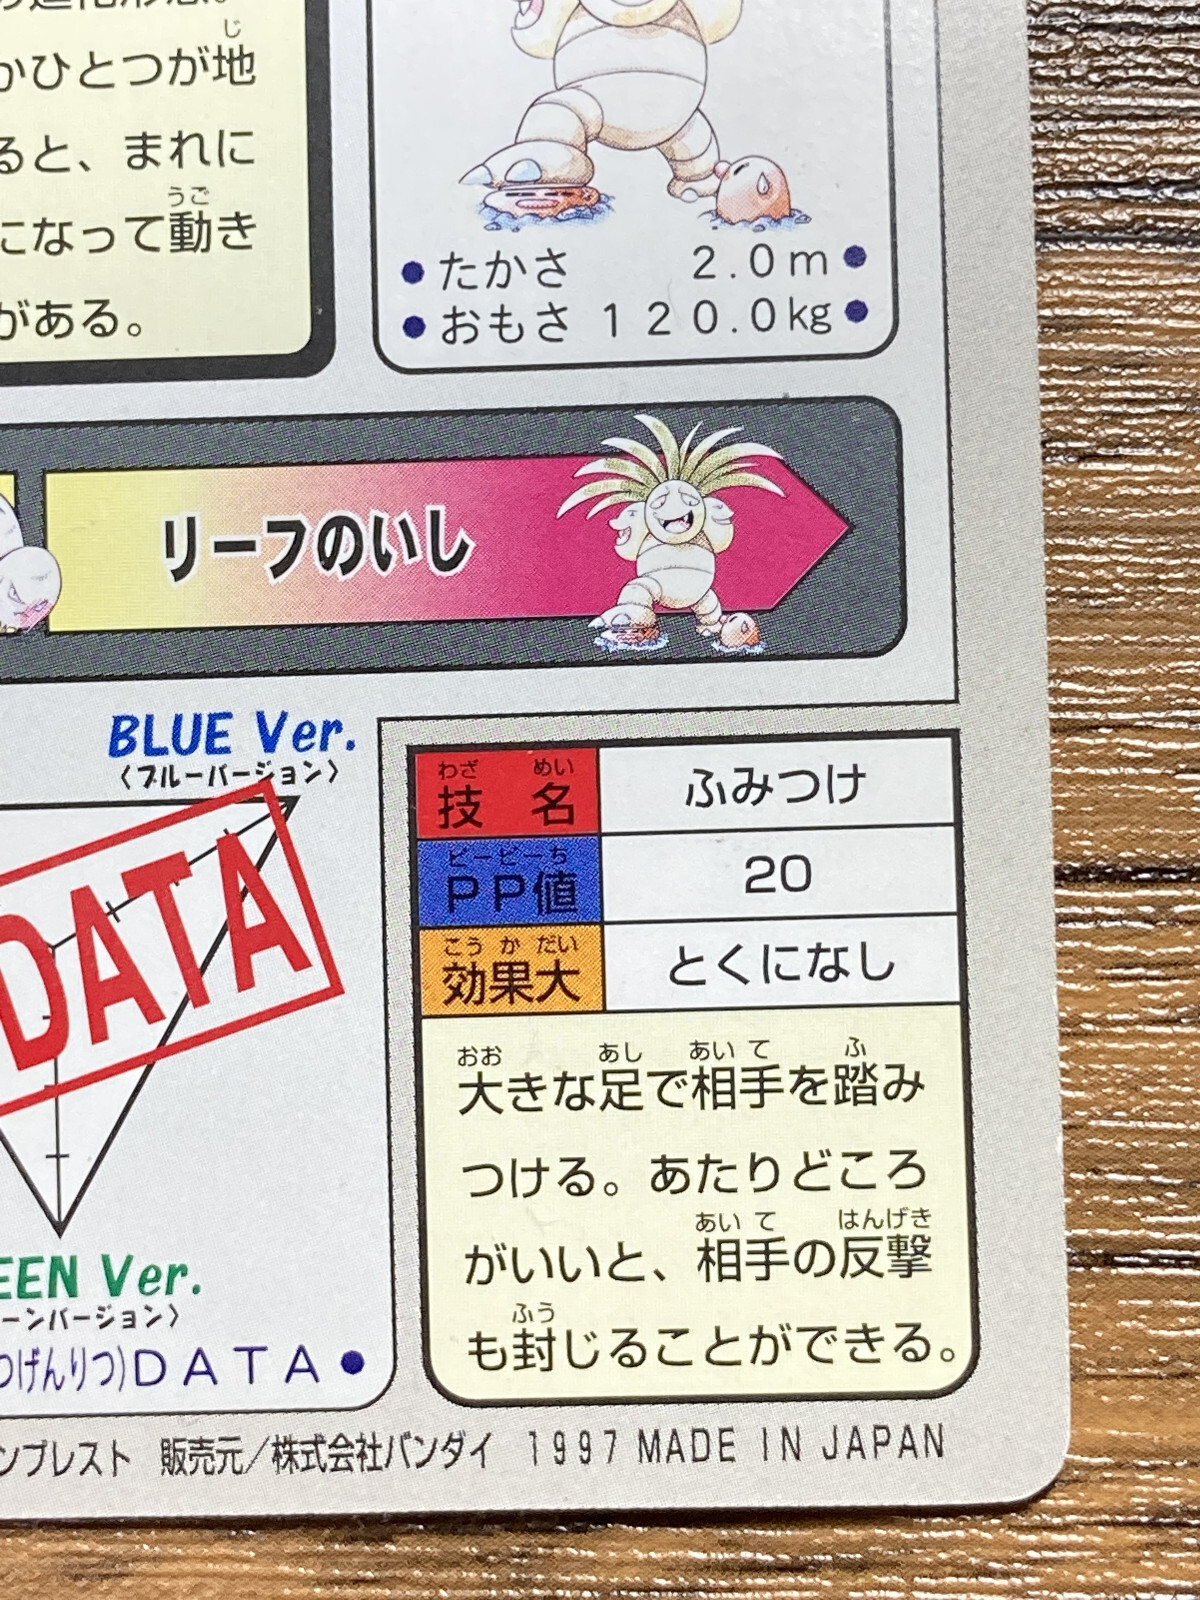 かひとつが地
じ
ると、まれに
になって動き
うご
がある。
たかさ 2.0m
おもさ 120.0kg
リーフのいし
BLUE Ver.
〈ブルーバージョン〉
DATA
EEN Ver.
ーンバージョン〉
つげんりつ)DATA
技名 ふみつけ
わざ めい
PP値 20
ピーピーち
効果大 とくになし
こうかだい
おお あし あいて ふ
大きな足で相手を踏み
つける。あたりどころ
あいて はんげき
がいいと、相手の反撃
ふう
も封じることができる。
ンプレスト 販売元/株式会社バンダイ 1997 MADE IN JAPAN